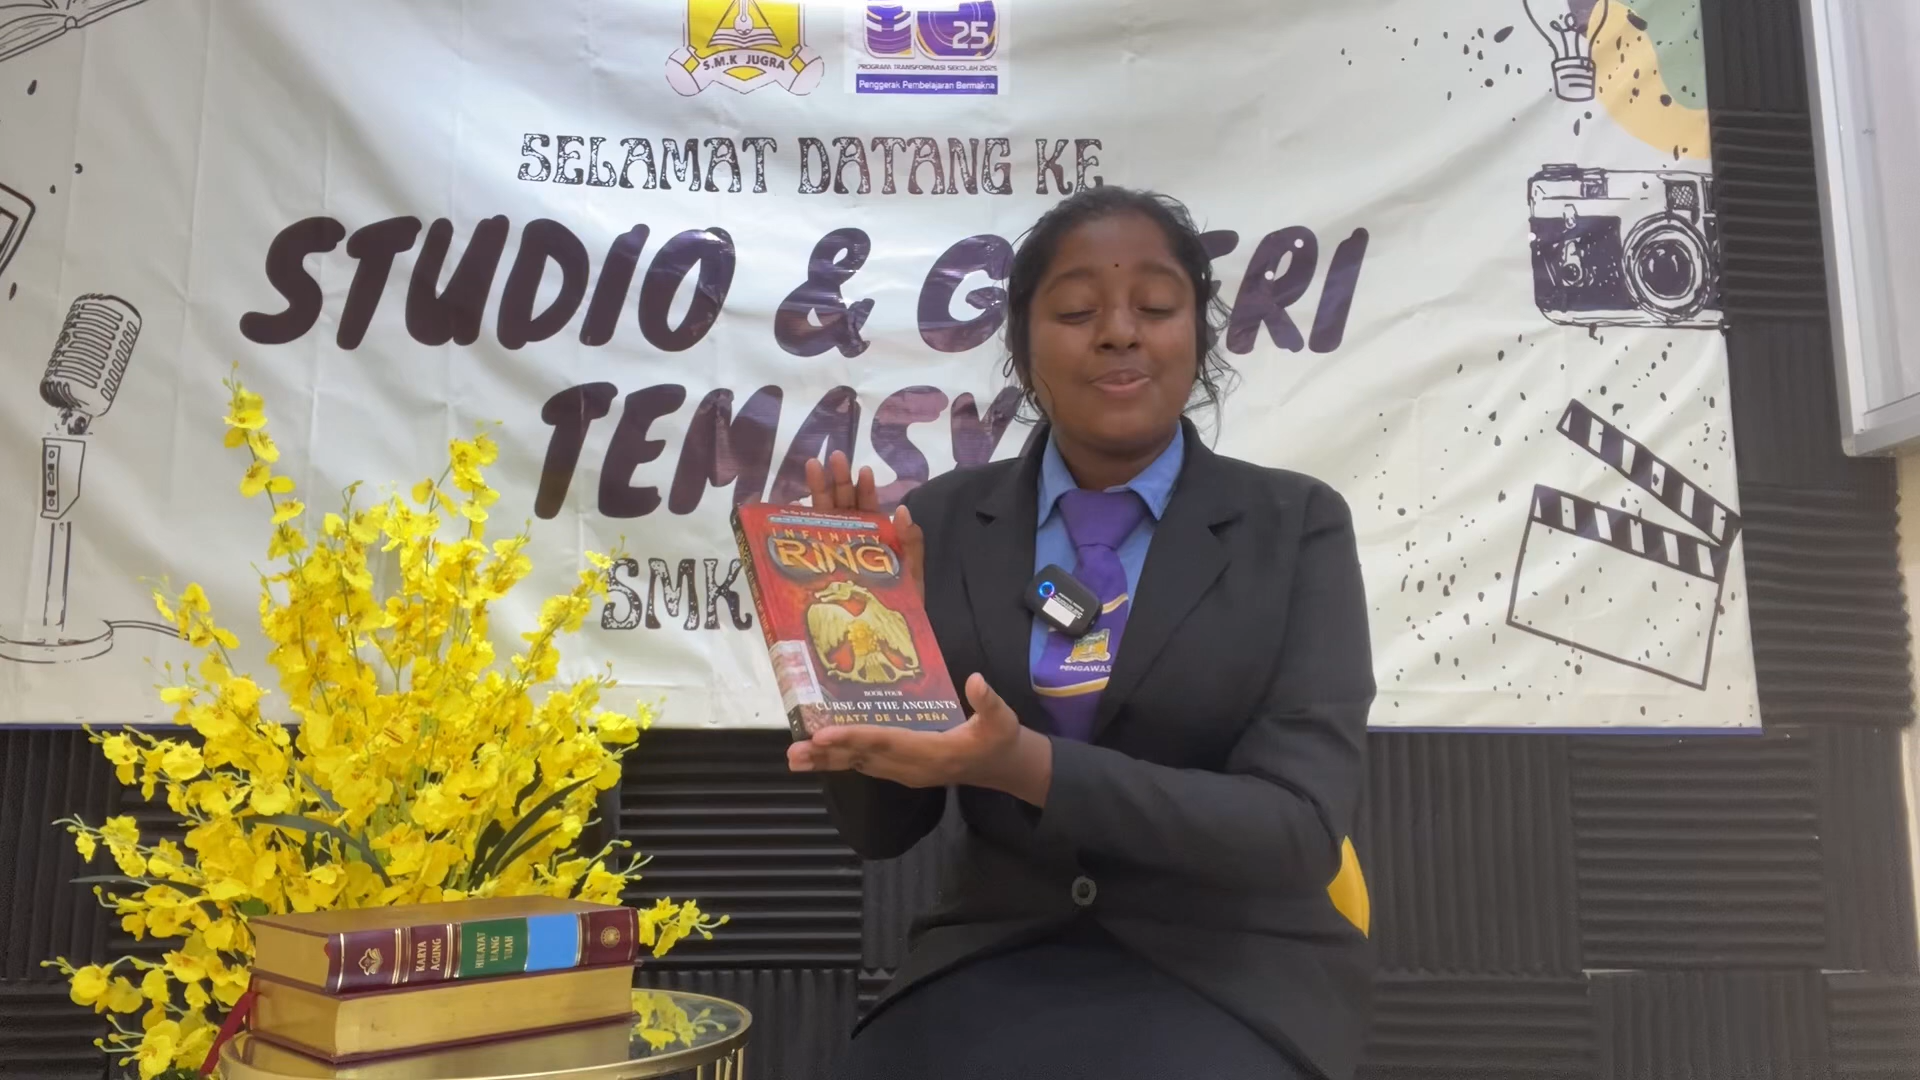 S.M.K JUGRA
25
PROGRAM TRANSFORMASI SEKOLAH 2025
Penggerak Pembelajaran Bermakna
SELAMAT DATANG KE
STUDIO & G ERI
TEMASY
SMK
INFINITY
RING
BOOK FOUR
CURSE OF THE ANCIENTS
MATT DE LA PEÑA
PENGAWAS
KARYA
AGUNG
HIKAYAT
HANG
TUAH